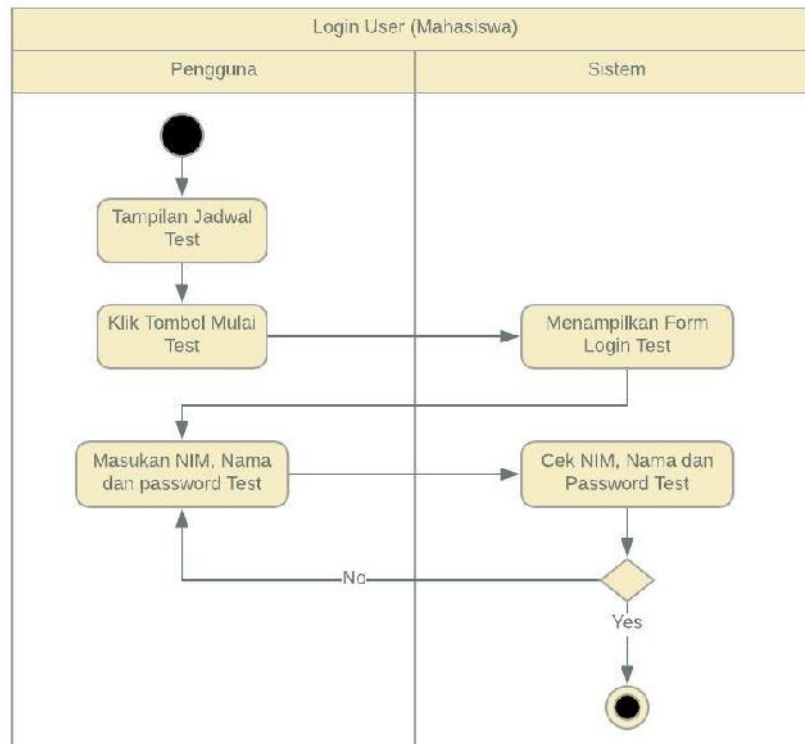 Login User (Mahasiswa)
Pengguna
Sistem
Tampilan Jadwal
Test
Klik Tombol Mulai
Test
Menampilkan Form
Login Test
Masukan NIM, Nama
dan password Test
Cek NIM, Nama dan
Password Test
No
Yes